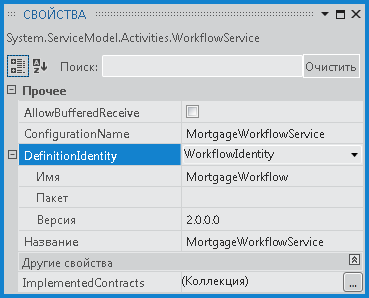 СВОЙСТВА
System.ServiceModel.Activities.WorkflowService
Поиск: Очистить
Прочее
AllowBufferedReceive
ConfigurationName MortgageWorkflowService
DefinitionIdentity WorkflowIdentity
Имя MortgageWorkflow
Пакет
Версия 2.0.0.0
Название MortgageWorkflowService
Другие свойства
ImplementedContracts (Коллекция) ...